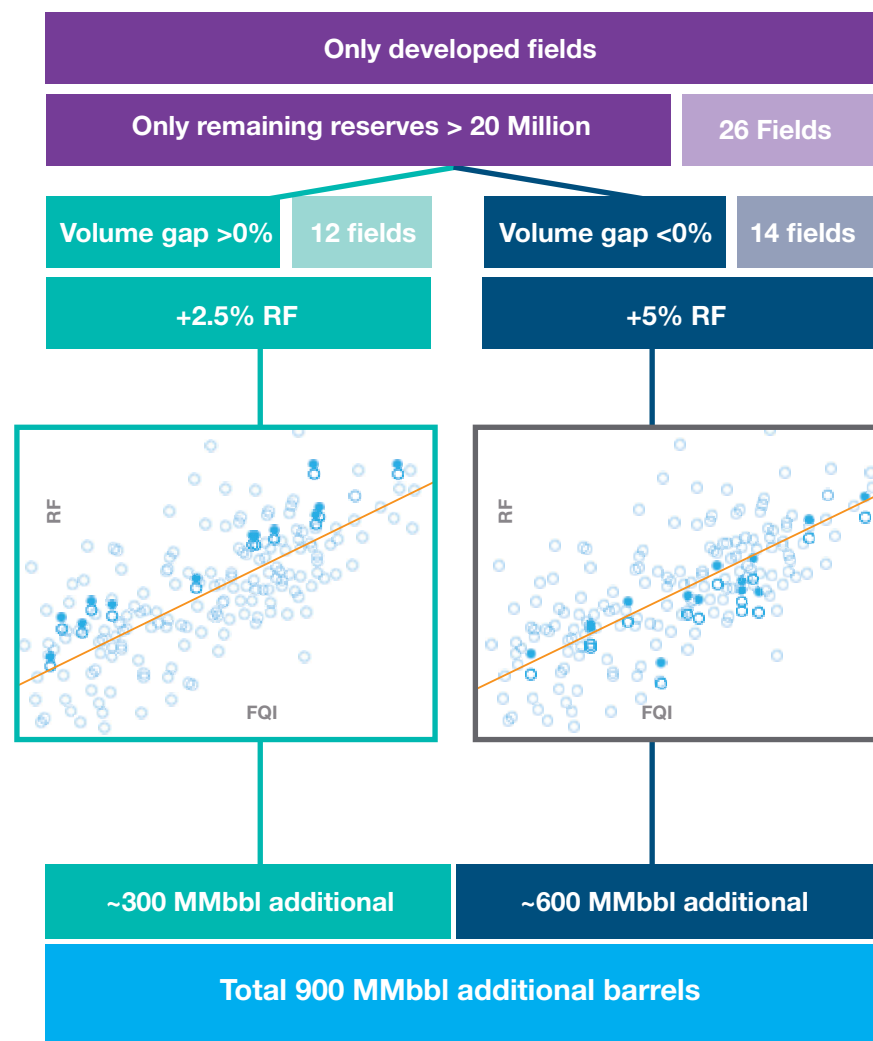 Only developed fields
Only remaining reserves > 20 Million
26 Fields
Volume gap >0%
12 fields
Volume gap <0%
14 fields
+2.5% RF
+5% RF
RF
FQI
RF
FQI
~300 MMbbl additional
~600 MMbbl additional
Total 900 MMbbl additional barrels